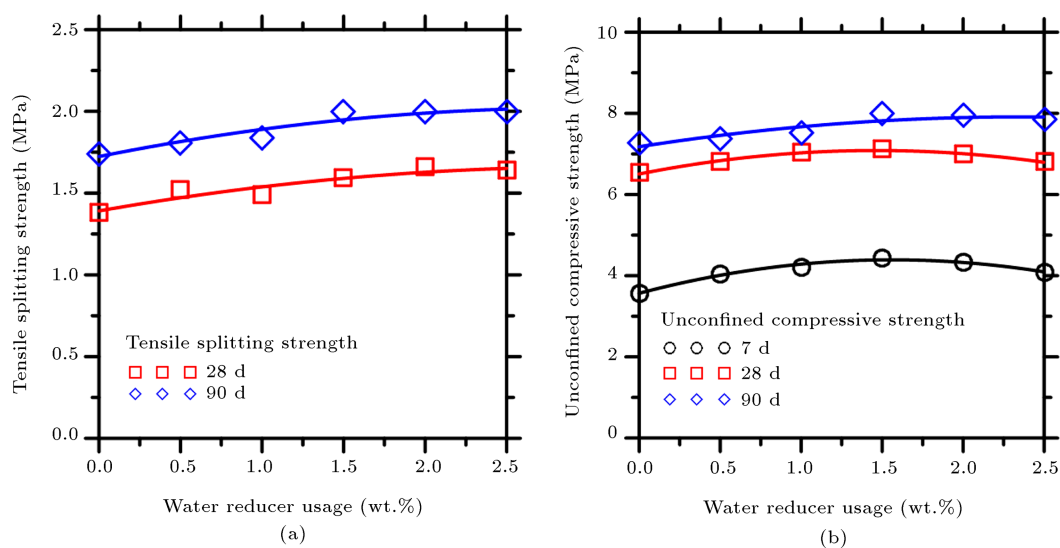 Tensile splitting strength (MPa)
2.5
2.0
1.5
1.0
0.5
0.0
Tensile splitting strength
28 d
90 d
0.0 0.5 1.0 1.5 2.0 2.5
Water reducer usage (wt.%)
(a)
Unconfined compressive strength (MPa)
10
8
6
4
2
0
Unconfined compressive strength
7 d
28 d
90 d
0.0 0.5 1.0 1.5 2.0 2.5
Water reducer usage (wt.%)
(b)